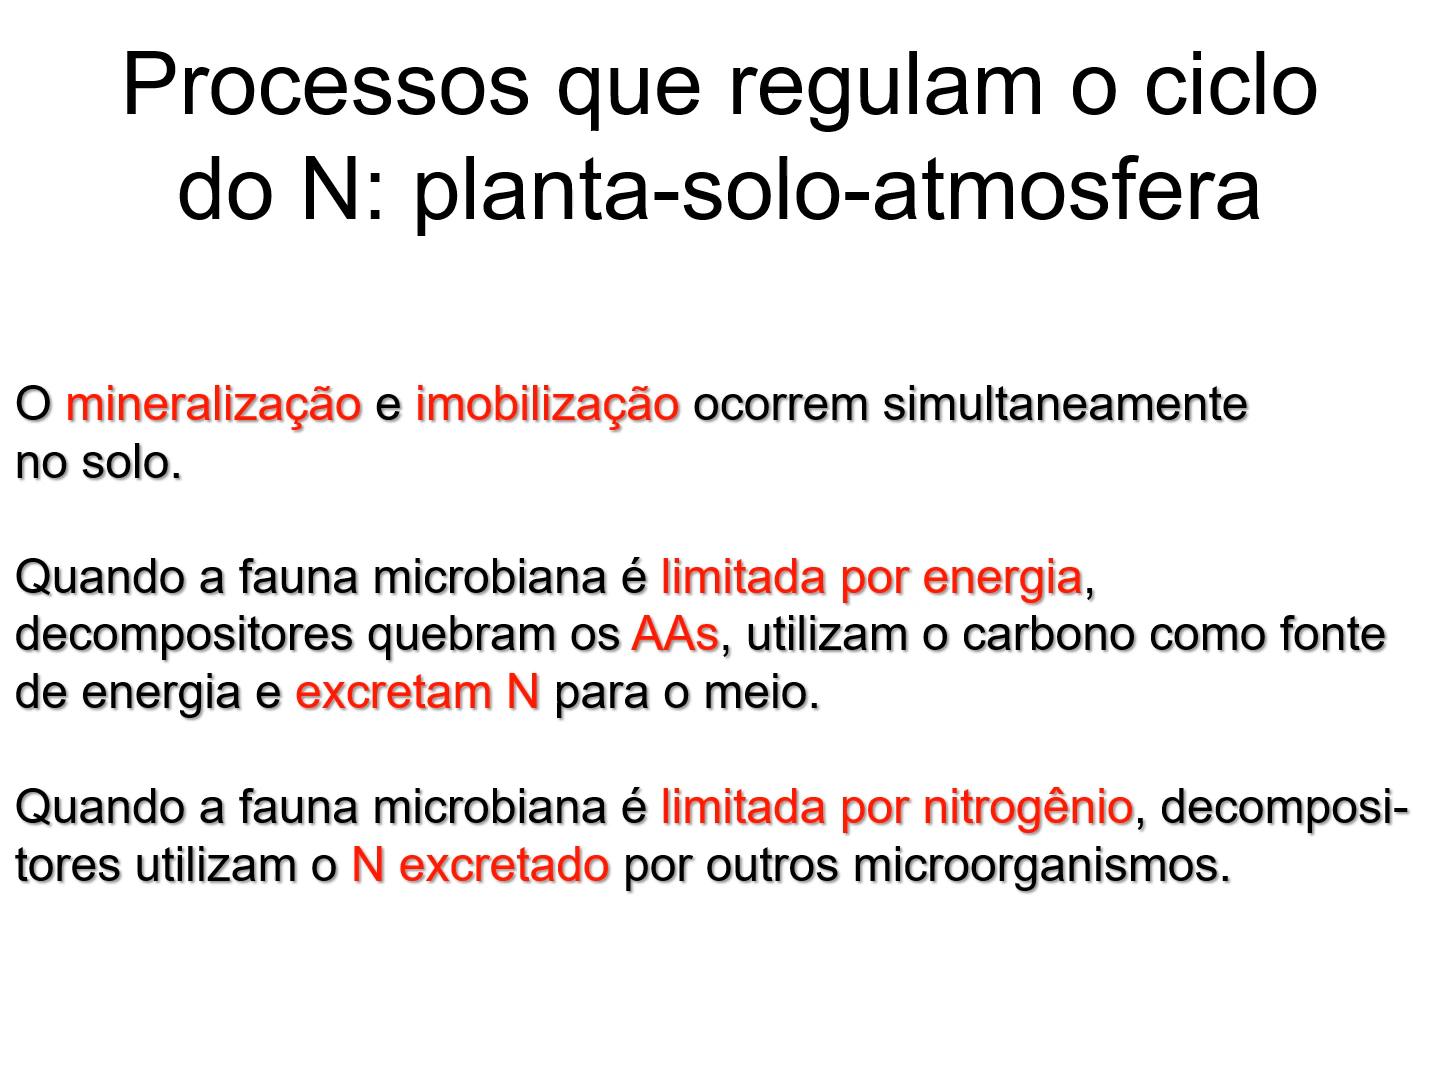 Processos que regulam o ciclo
do N: planta-solo-atmosfera
O mineralização e imobilização ocorrem simultaneamente
no solo.
Quando a fauna microbiana é limitada por energia,
decompositores quebram os AAs, utilizam o carbono como fonte
de energia e excretam N para o meio.
Quando a fauna microbiana é limitada por nitrogênio, decomposi-
tores utilizam o N excretado por outros microorganismos.